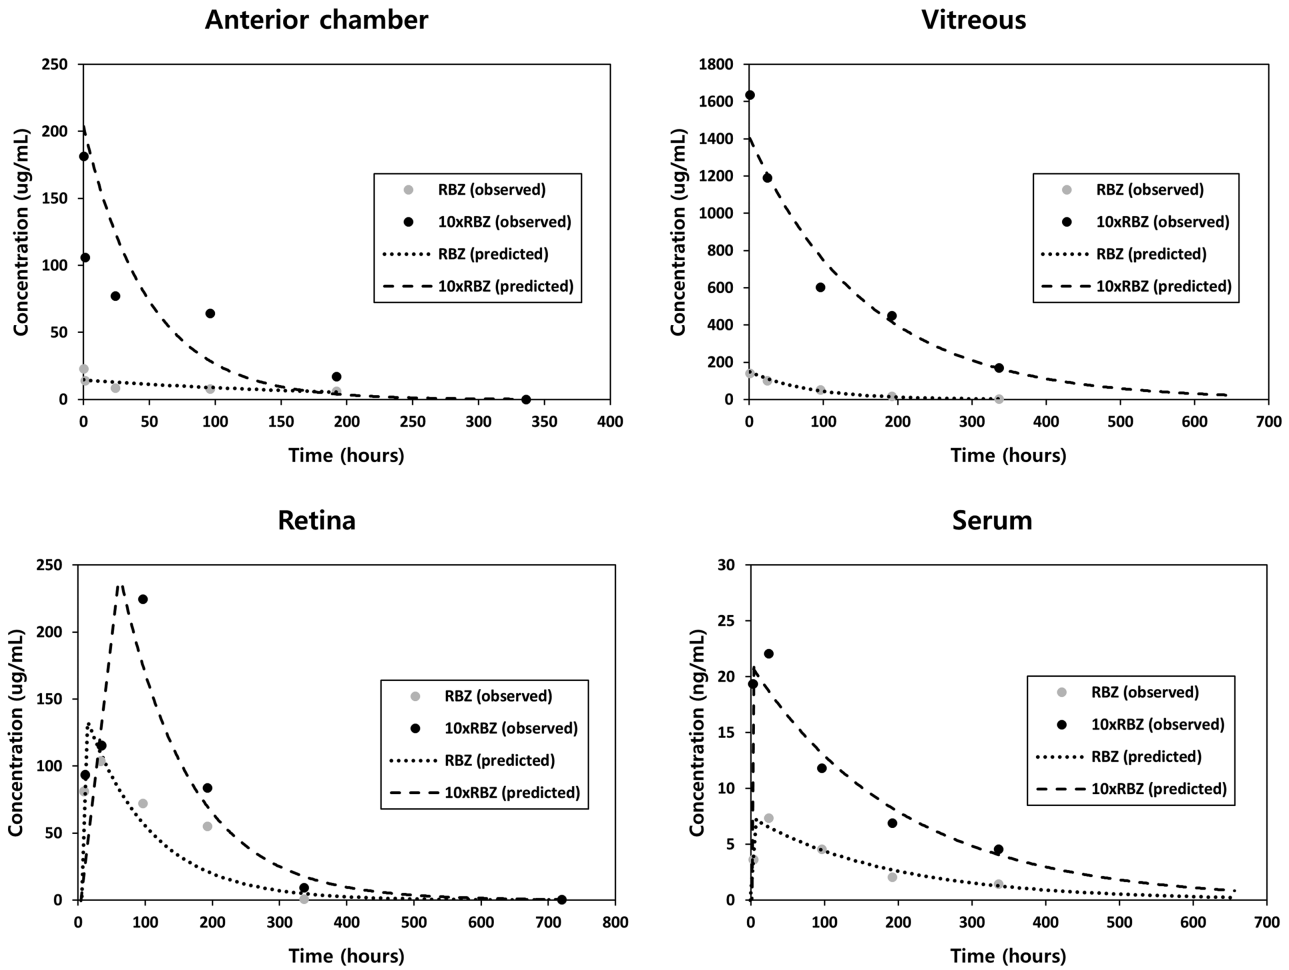 Anterior chamber
250
200
150
100
50
0
0 50 100 150 200 250 300 350 400
Concentration (ug/mL)
Time (hours)
RBZ (observed)
10xRBZ (observed)
RBZ (predicted)
10xRBZ (predicted)
Vitreous
1800
1600
1400
1200
1000
800
600
400
200
0
0 100 200 300 400 500 600 700
Concentration (ug/mL)
Time (hours)
RBZ (observed)
10xRBZ (observed)
RBZ (predicted)
10xRBZ (predicted)
Retina
250
200
150
100
50
0
0 100 200 300 400 500 600 700 800
Concentration (ug/mL)
Time (hours)
RBZ (observed)
10xRBZ (observed)
RBZ (predicted)
10xRBZ (predicted)
Serum
30
25
20
15
10
5
0
0 100 200 300 400 500 600 700
Concentration (ng/mL)
Time (hours)
RBZ (observed)
10xRBZ (observed)
RBZ (predicted)
10xRBZ (predicted)